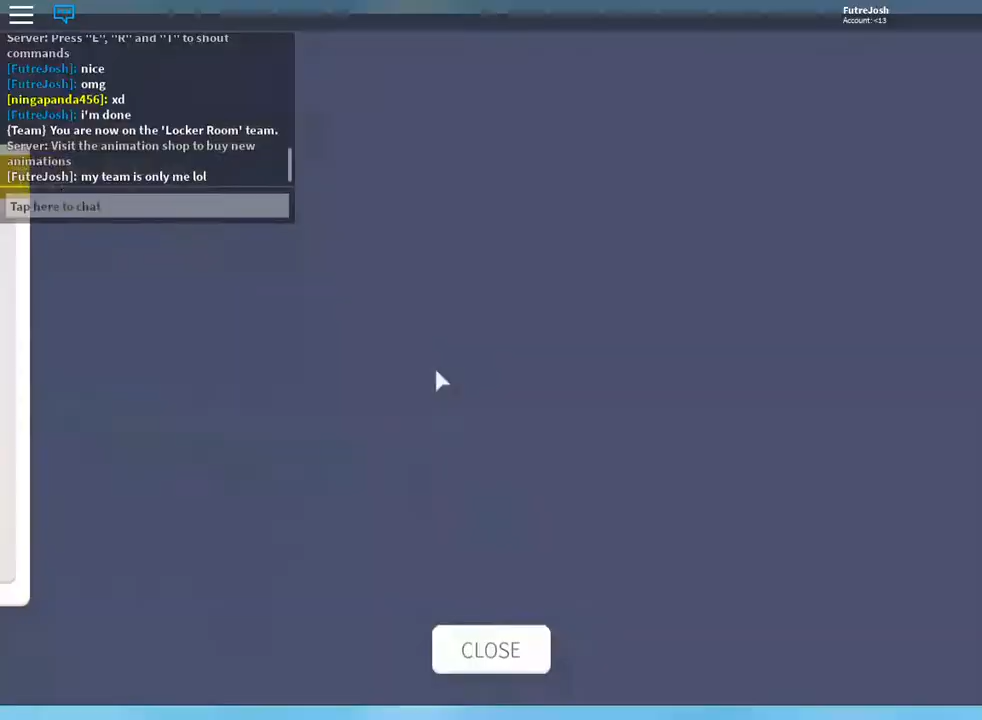 FutreJosh
Account: <13
Server: Press "E", "R" and "T" to shout
commands
[FutreJosh]: nice
[FutreJosh]: omg
[ningapanda456]: xd
[FutreJosh]: i'm done
{Team} You are now on the 'Locker Room' team.
Server: Visit the animation shop to buy new
animations
[FutreJosh]: my team is only me lol
Tap here to chat
CLOSE